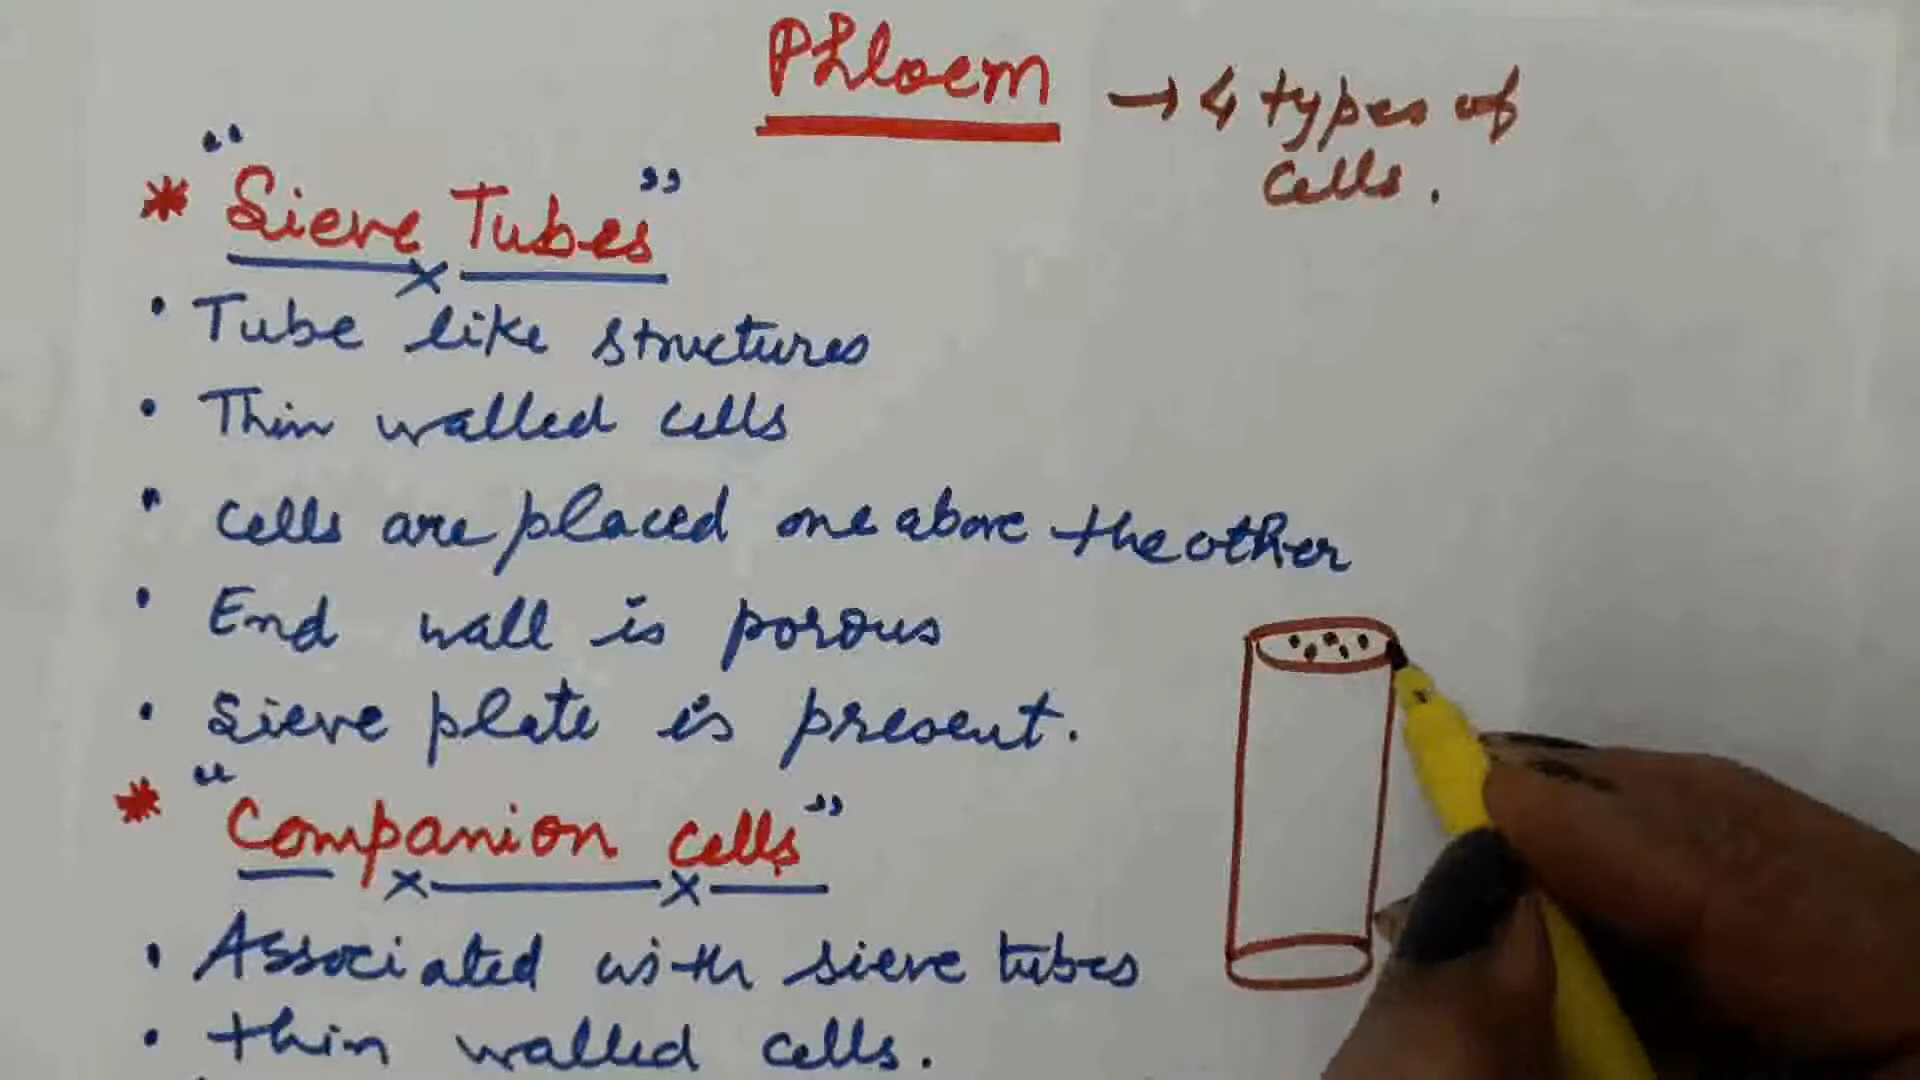 Phloem → 4 types of
cells.
* "Sieve Tubes"
• Tube like structures
• Thin walled cells
• Cells are placed one above the other
• End wall is porous
• Sieve plate is present.
* "Companion cells"
• Associated with sieve tubes
• thin walled cells.